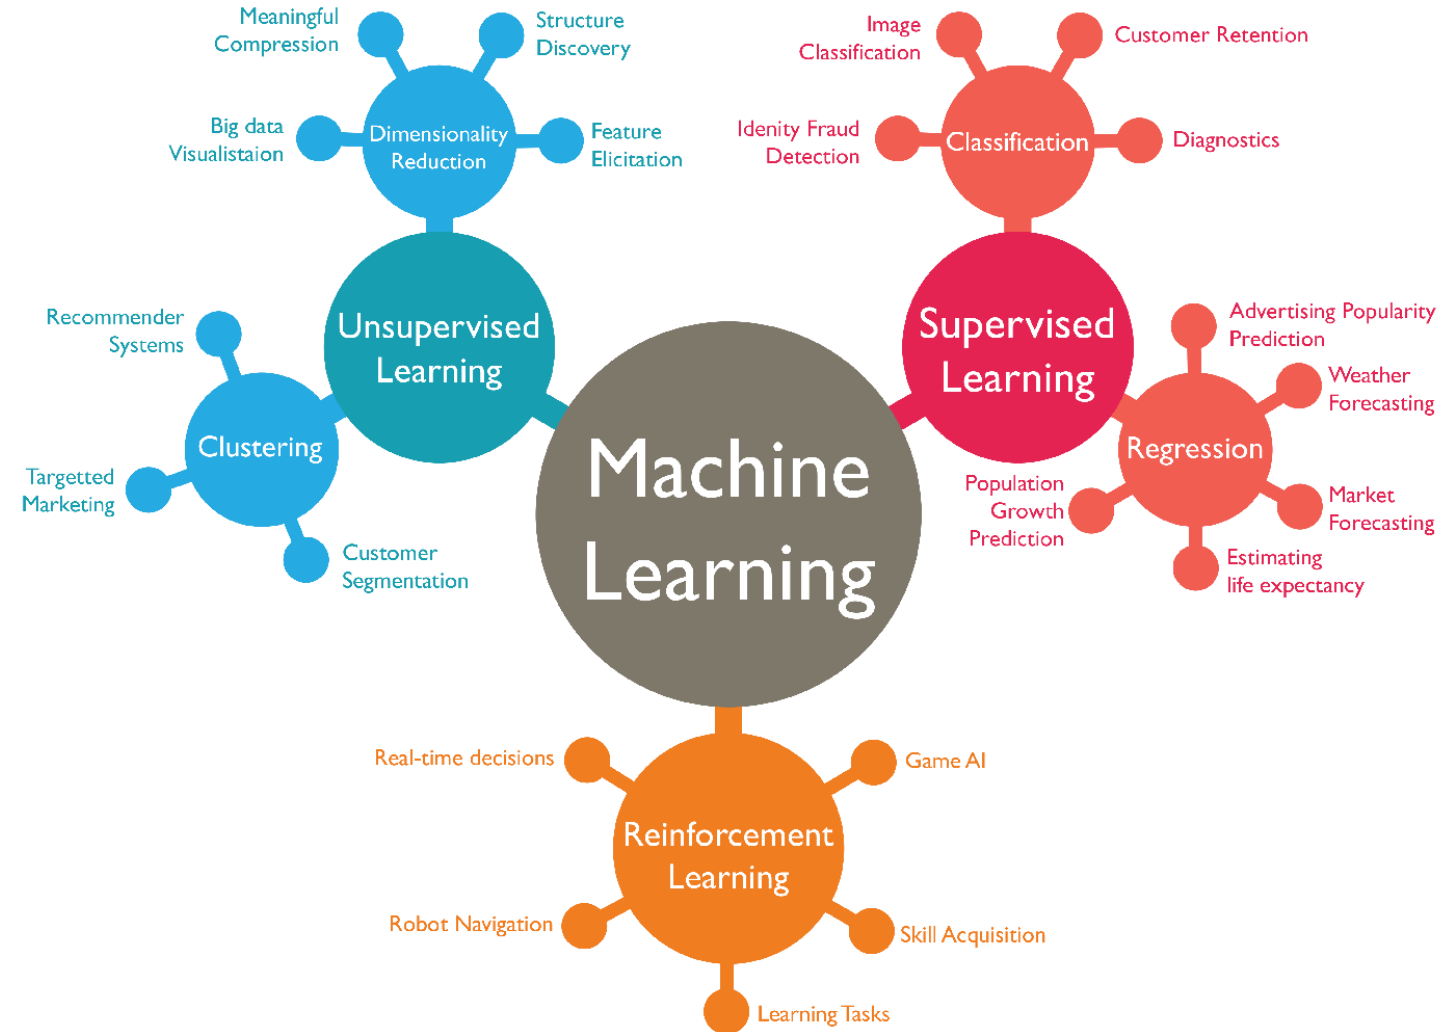 Meaningful
Compression
Structure
Discovery
Big data
Visualistaion
Dimensionality
Reduction
Feature
Elicitation
Image
Classification
Customer Retention
Idenity Fraud
Detection
Classification
Diagnostics
Unsupervised
Learning
Supervised
Learning
Recommender
Systems
Clustering
Targetted
Marketing
Customer
Segmentation
Machine
Learning
Advertising Popularity
Prediction
Weather
Forecasting
Regression
Population
Growth
Prediction
Market
Forecasting
Estimating
life expectancy
Real-time decisions
Game AI
Reinforcement
Learning
Robot Navigation
Skill Acquisition
Learning Tasks